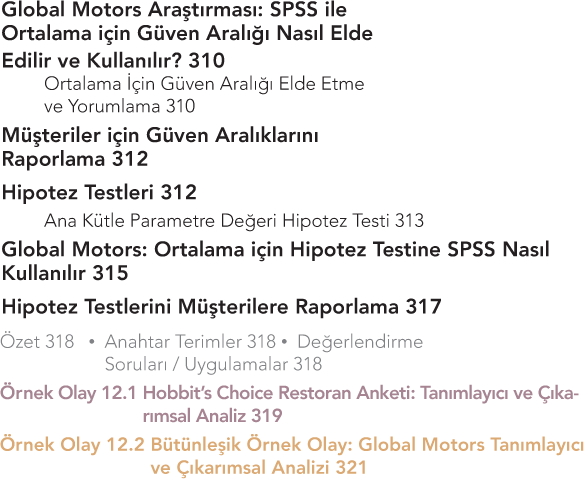 Global Motors Araştırması: SPSS ile
Ortalama için Güven Aralığı Nasıl Elde
Edilir ve Kullanılır? 310
Ortalama İçin Güven Aralığı Elde Etme
ve Yorumlama 310
Müşteriler için Güven Aralıklarını
Raporlama 312
Hipotez Testleri 312
Ana Kütle Parametre Değeri Hipotez Testi 313
Global Motors: Ortalama için Hipotez Testine SPSS Nasıl
Kullanılır 315
Hipotez Testlerini Müşterilere Raporlama 317
Özet 318 • Anahtar Terimler 318 • Değerlendirme
Soruları / Uygulamalar 318
Örnek Olay 12.1 Hobbit’s Choice Restoran Anketi: Tanımlayıcı ve Çıka-
rımsal Analiz 319
Örnek Olay 12.2 Bütünleşik Örnek Olay: Global Motors Tanımlayıcı
ve Çıkarımsal Analizi 321